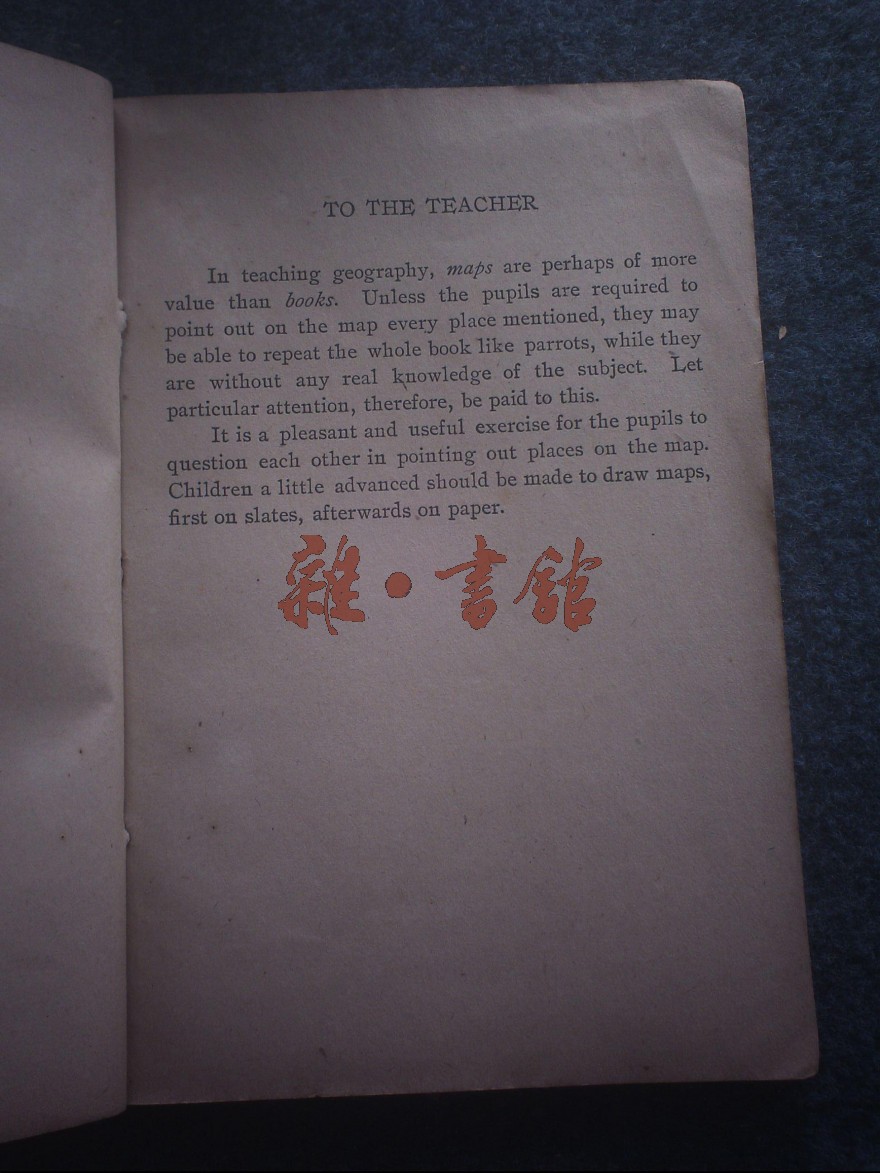 TO THE TEACHER
In teaching geography, maps are perhaps of more
value than books. Unless the pupils are required to
point out on the map every place mentioned, they may
be able to repeat the whole book like parrots, while they
are without any real knowledge of the subject. Let
particular attention, therefore, be paid to this.
It is a pleasant and useful exercise for the pupils to
question each other in pointing out places on the map.
Children a little advanced should be made to draw maps,
first on slates, afterwards on paper.
雜·書館